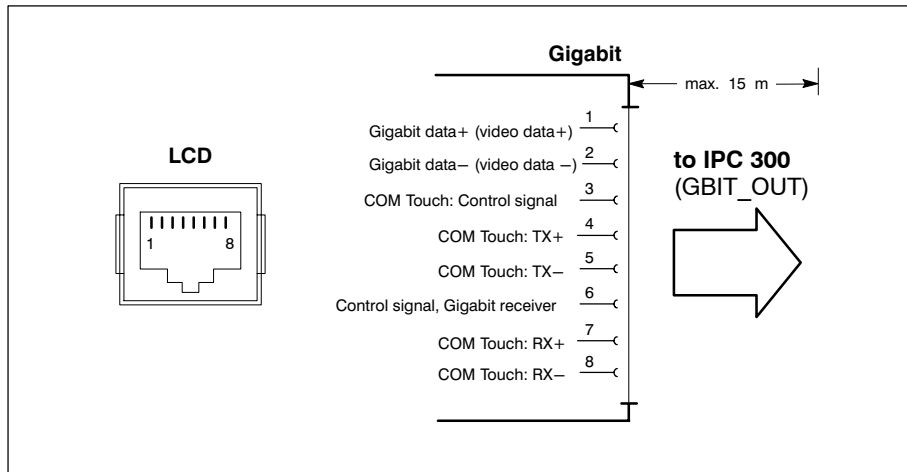 Gigabit
max. 15 m
LCD
1 8
Gigabit data+ (video data+) 1
Gigabit data− (video data −) 2
COM Touch: Control signal 3
COM Touch: TX+ 4
COM Touch: TX− 5
Control signal, Gigabit receiver 6
COM Touch: RX+ 7
COM Touch: RX− 8
to IPC 300
(GBIT_OUT)